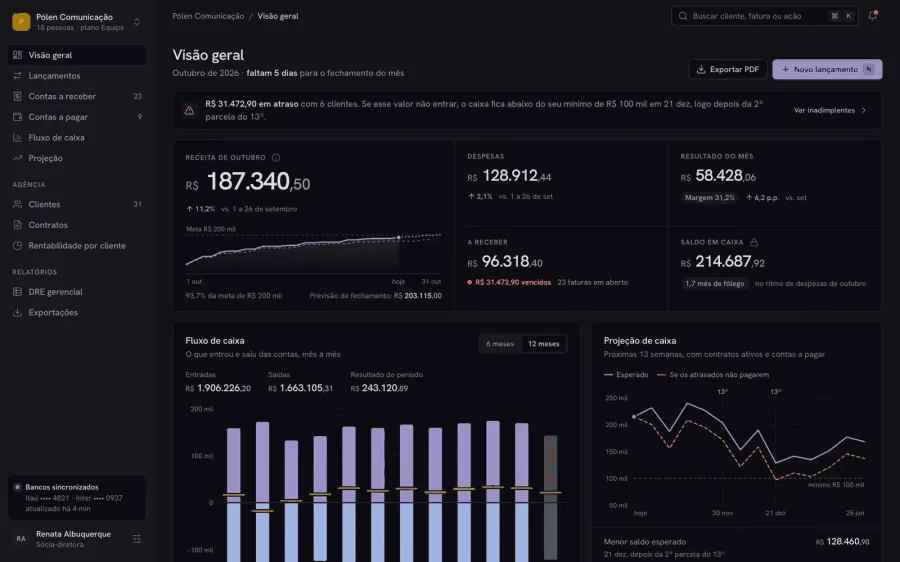 P Pólen Comunicação
18 pessoas · plano Equipe
Visão geral
Lançamentos
Contas a receber 23
Contas a pagar 9
Fluxo de caixa
Projeção
AGÊNCIA
Clientes 31
Contratos
Rentabilidade por cliente
RELATÓRIOS
DRE gerencial
Exportações
Bancos sincronizados
Itaú •••• 4821 · Inter •••• 0937
atualizado há 4 min
RA Renata Albuquerque
Sócia-diretora
Pólen Comunicação / Visão geral
Buscar cliente, fatura ou ação ⌘ K
Visão geral
Outubro de 2026 · faltam 5 dias para o fechamento do mês
Exportar PDF
+ Novo lançamento N
R$ 31.472,90 em atraso com 6 clientes. Se esse valor não entrar, o caixa fica abaixo do seu mínimo de R$ 100 mil em 21 dez, logo depois da 2ª
parcela do 13º.
Ver inadimplentes
RECEITA DE OUTUBRO
R$ 187.340,50
↑ 11,2% vs. 1 a 26 de setembro
Meta R$ 200 mil
1 out hoje 31 out
93,7% da meta de R$ 200 mil Previsão de fechamento: R$ 203.115,00
DESPESAS
R$ 128.912,44
↑ 2,1% vs. 1 a 26 de set
RESULTADO DO MÊS
R$ 58.428,06
Margem 31,2% ↑ 6,2 p.p. vs. set
A RECEBER
R$ 96.318,40
R$ 31.472,90 vencidos 23 faturas em aberto
SALDO EM CAIXA
R$ 214.687,92
1,7 mês de fôlego no ritmo de despesas de outubro
Fluxo de caixa
O que entrou e saiu das contas, mês a mês
6 meses 12 meses
Entradas Saídas Resultado do período
R$ 1.906.226,20 R$ 1.663.105,31 R$ 243.120,89
200 mil
100 mil
0
−100 mil
Projeção de caixa
Próximas 13 semanas, com contratos ativos e contas a pagar
Esperado Se os atrasados não pagarem
13º 13º
250 mil
200 mil
150 mil
100 mil
mínimo R$ 100 mil
50 mil
hoje 30 nov 21 dez 25 jan
Menor saldo esperado R$ 128.460,90
21 dez, depois da 2ª parcela do 13º